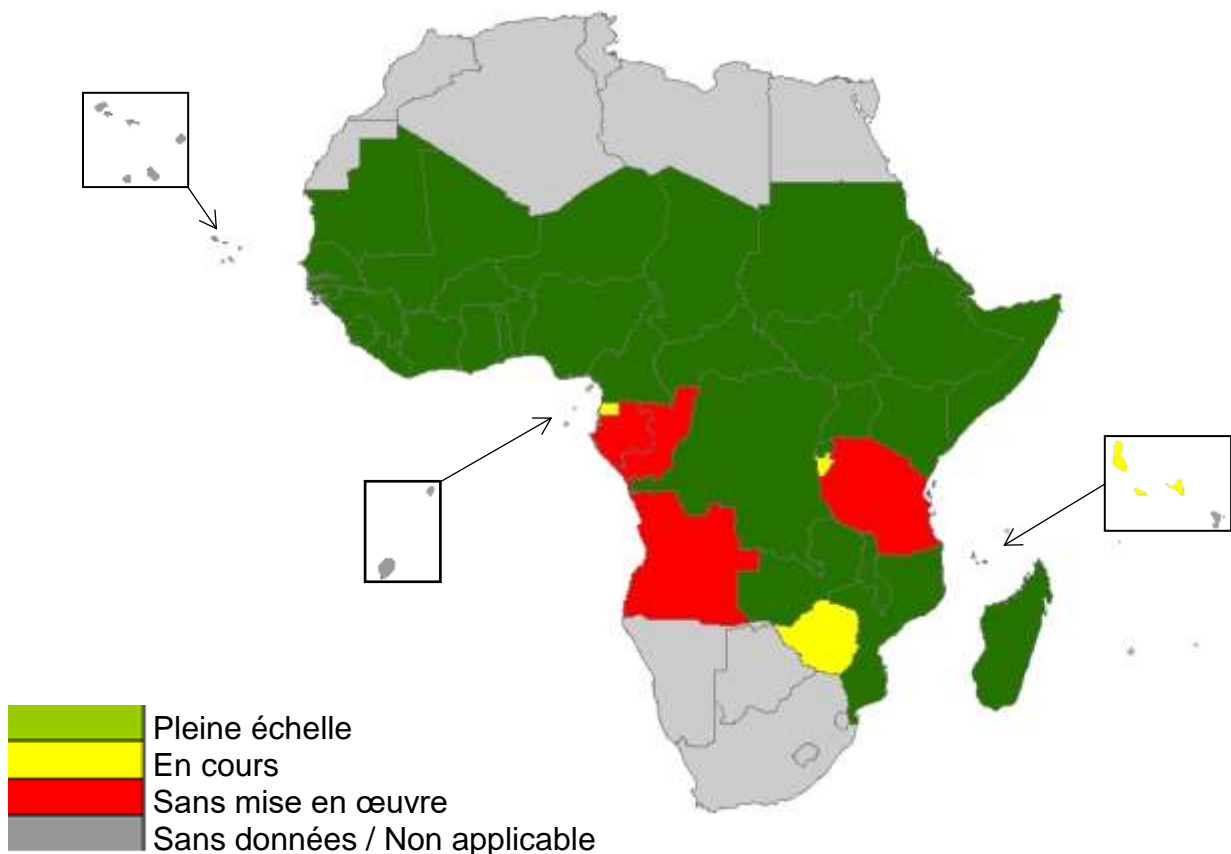 Pleine échelle
En cours
Sans mise en œuvre
Sans données / Non applicable